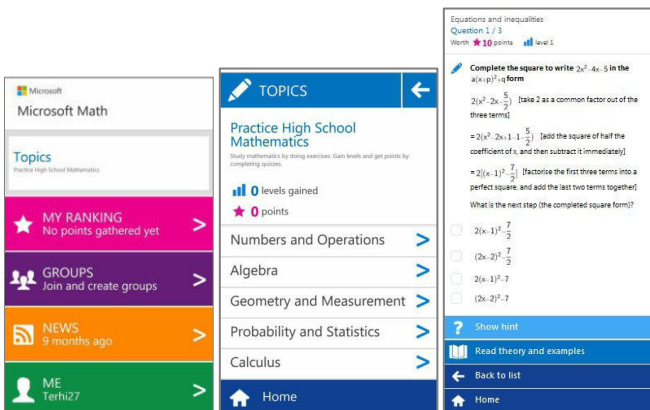 Microsoft
Microsoft Math
Topics
Practice High School Mathematics
MY RANKING
No points gathered yet
GROUPS
Join and create groups
NEWS
9 months ago
ME
Terhi27
TOPICS
Practice High School
Mathematics
Study mathematics by doing exercises. Gain levels and get points by
completing quizzes.
0 levels gained
0 points
Numbers and Operations
Algebra
Geometry and Measurement
Probability and Statistics
Calculus
Home
Equations and inequalities
Question 1 / 3
Worth 10 points level 1
Complete the square to write 2x²-4x-5 in the
a(x+p)²+q form
2(x²-2x-5/2) [take 2 as a common factor out of the
three terms]
=2(x²-2x+1-1-5/2) [add the square of half the
coefficient of x, and then subtract it immediately]
=2[(x-1)²-7/2] [factorise the first three terms into a
perfect square, and add the last two terms together]
What is the next step (the completed square form)?
2(x-1)²-7/2
(2x-2)²-7/2
2(x-1)²-7
(2x-2)²-7
Show hint
Read theory and examples
Back to list
Home